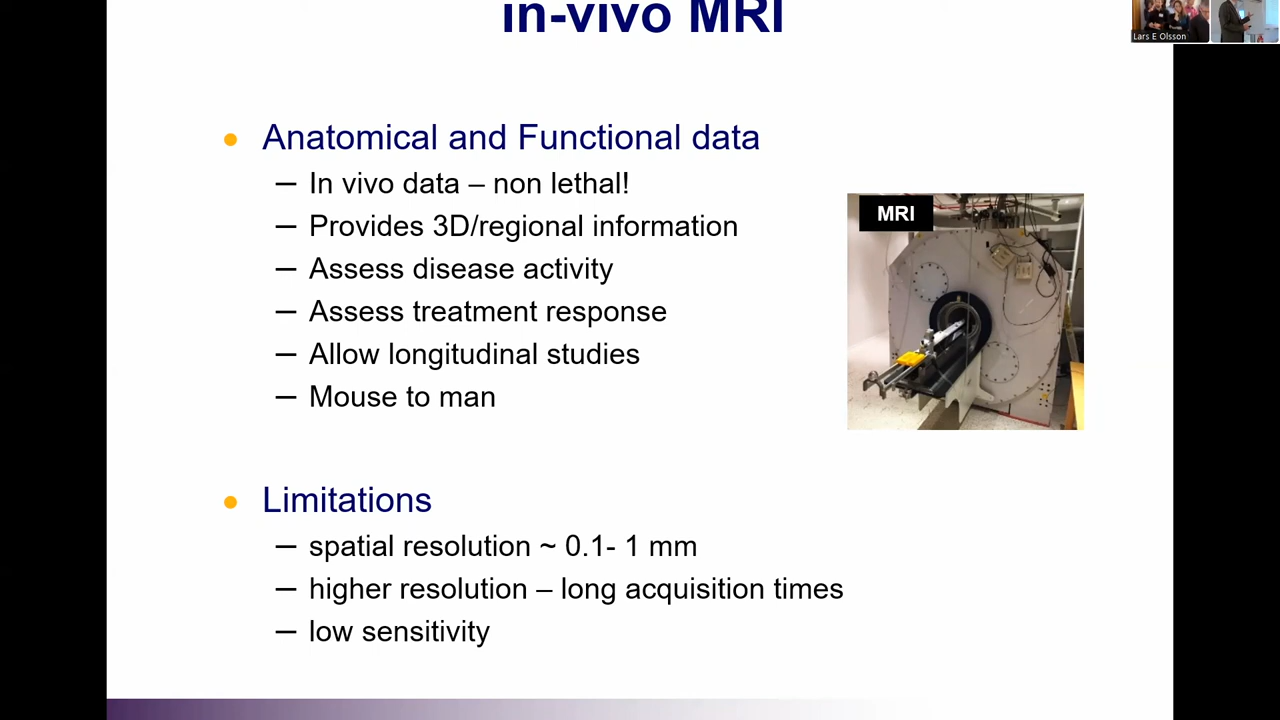 in-vivo MRI
Lars E Olsson
● Anatomical and Functional data
— In vivo data – non lethal!
— Provides 3D/regional information
— Assess disease activity
— Assess treatment response
— Allow longitudinal studies
— Mouse to man
MRI
● Limitations
— spatial resolution ~ 0.1- 1 mm
— higher resolution – long acquisition times
— low sensitivity